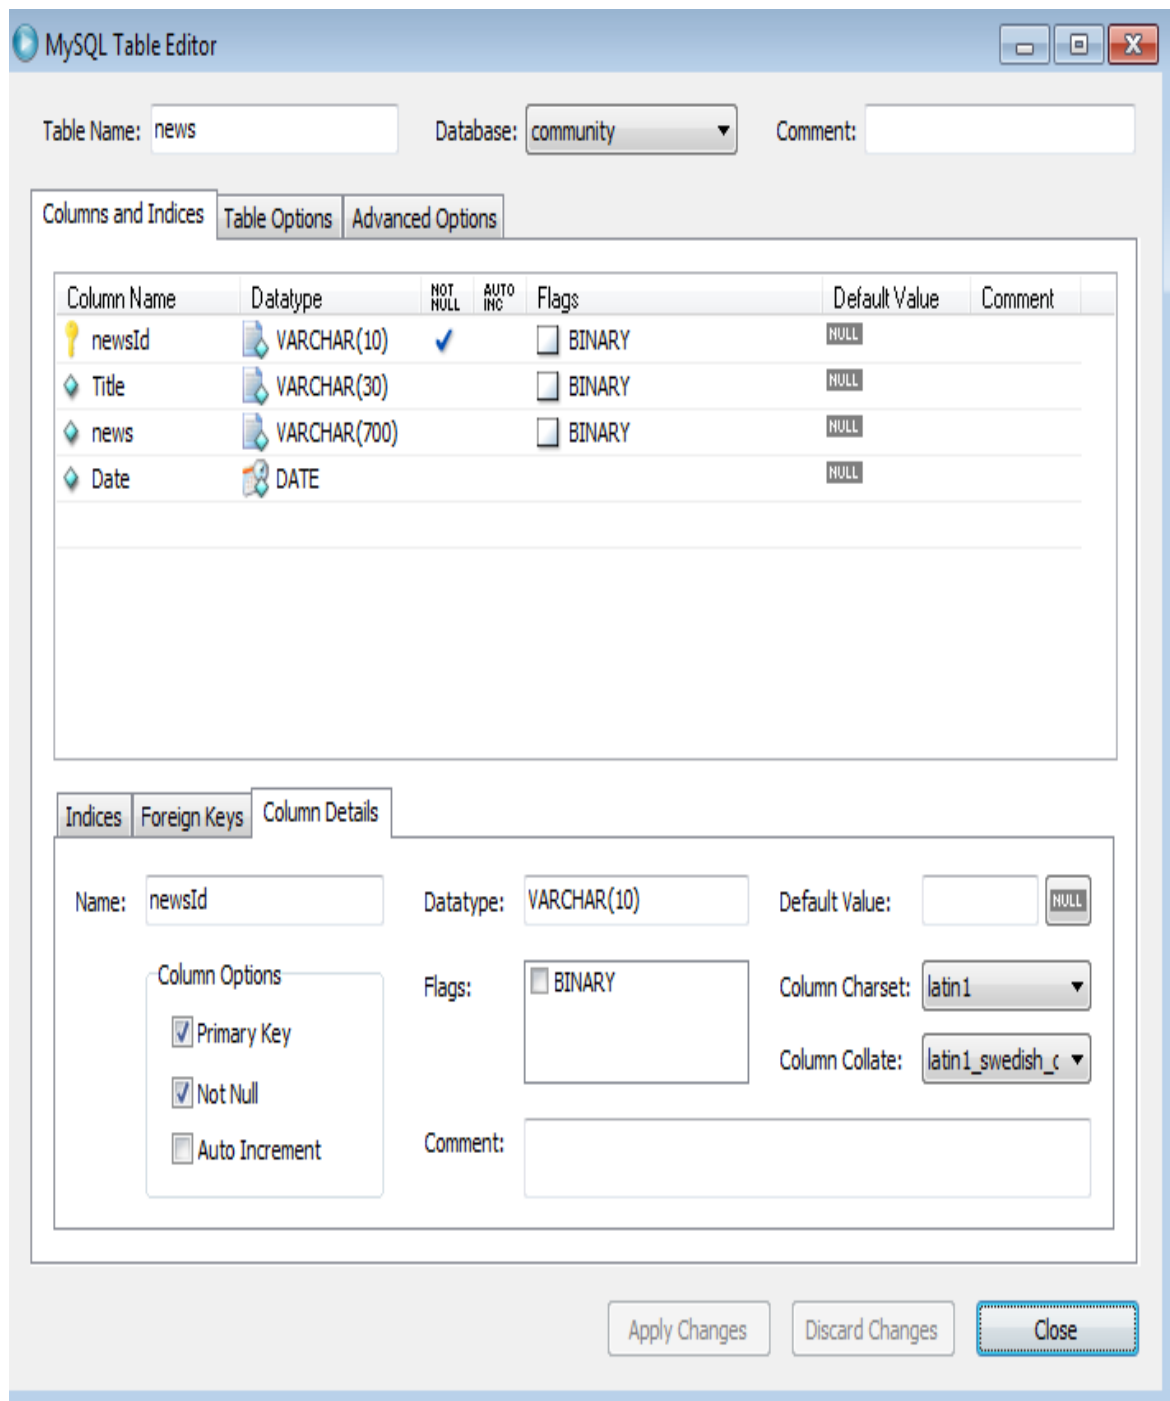 MySQL Table Editor
Table Name: news Database: community Comment:
Columns and Indices Table Options Advanced Options
Column Name Datatype NOT NULL AUTO INC Flags Default Value Comment
newsId VARCHAR(10) BINARY NULL
Title VARCHAR(30) BINARY NULL
news VARCHAR(700) BINARY NULL
Date DATE NULL
Indices Foreign Keys Column Details
Name: newsId Datatype: VARCHAR(10) Default Value: NULL
Column Options Flags: BINARY Column Charset: latin1
Primary Key
Column Collate: latin1_swedish_c
Not Null
Auto Increment Comment:
Apply Changes Discard Changes Close